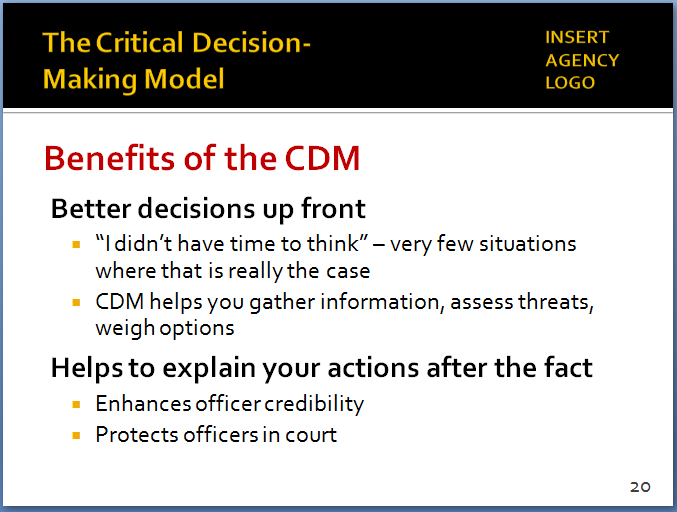 The Critical Decision-
Making Model
INSERT
AGENCY
LOGO
Benefits of the CDM
Better decisions up front
“I didn’t have time to think” – very few situations
where that is really the case
CDM helps you gather information, assess threats,
weigh options
Helps to explain your actions after the fact
Enhances officer credibility
Protects officers in court
20